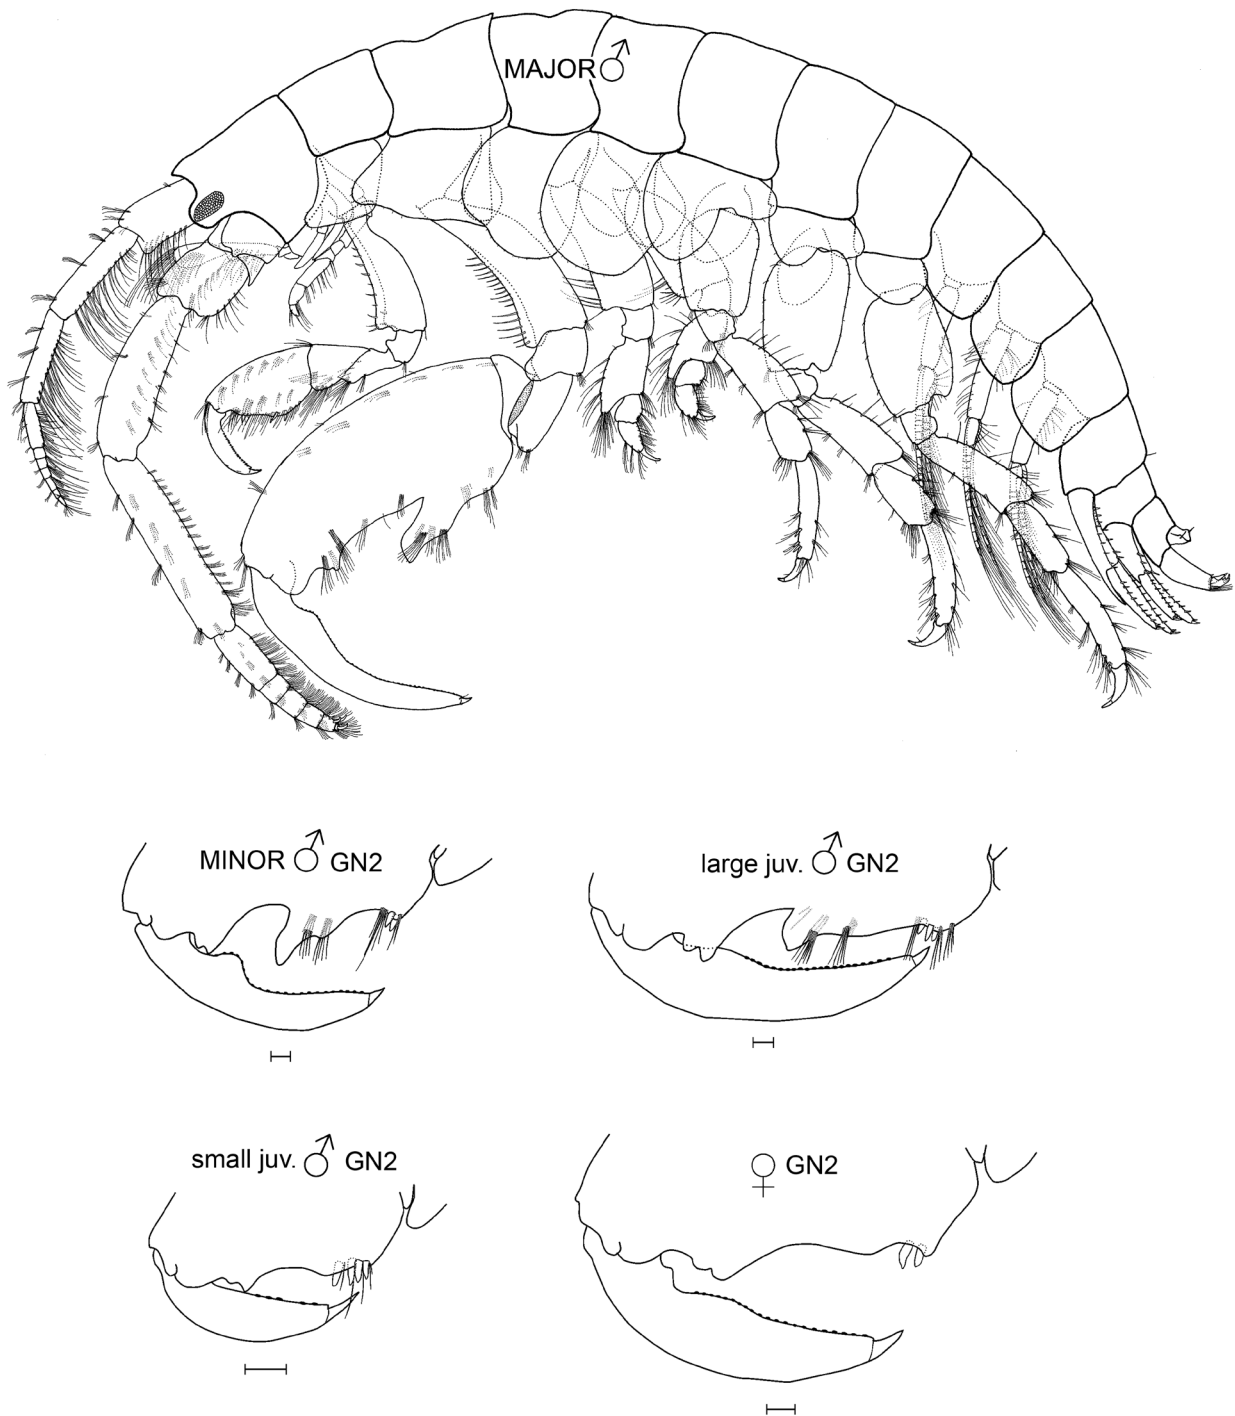 MAJOR ♂
MINOR ♂ GN2
large juv. ♂ GN2
small juv. ♂ GN2
♀ GN2